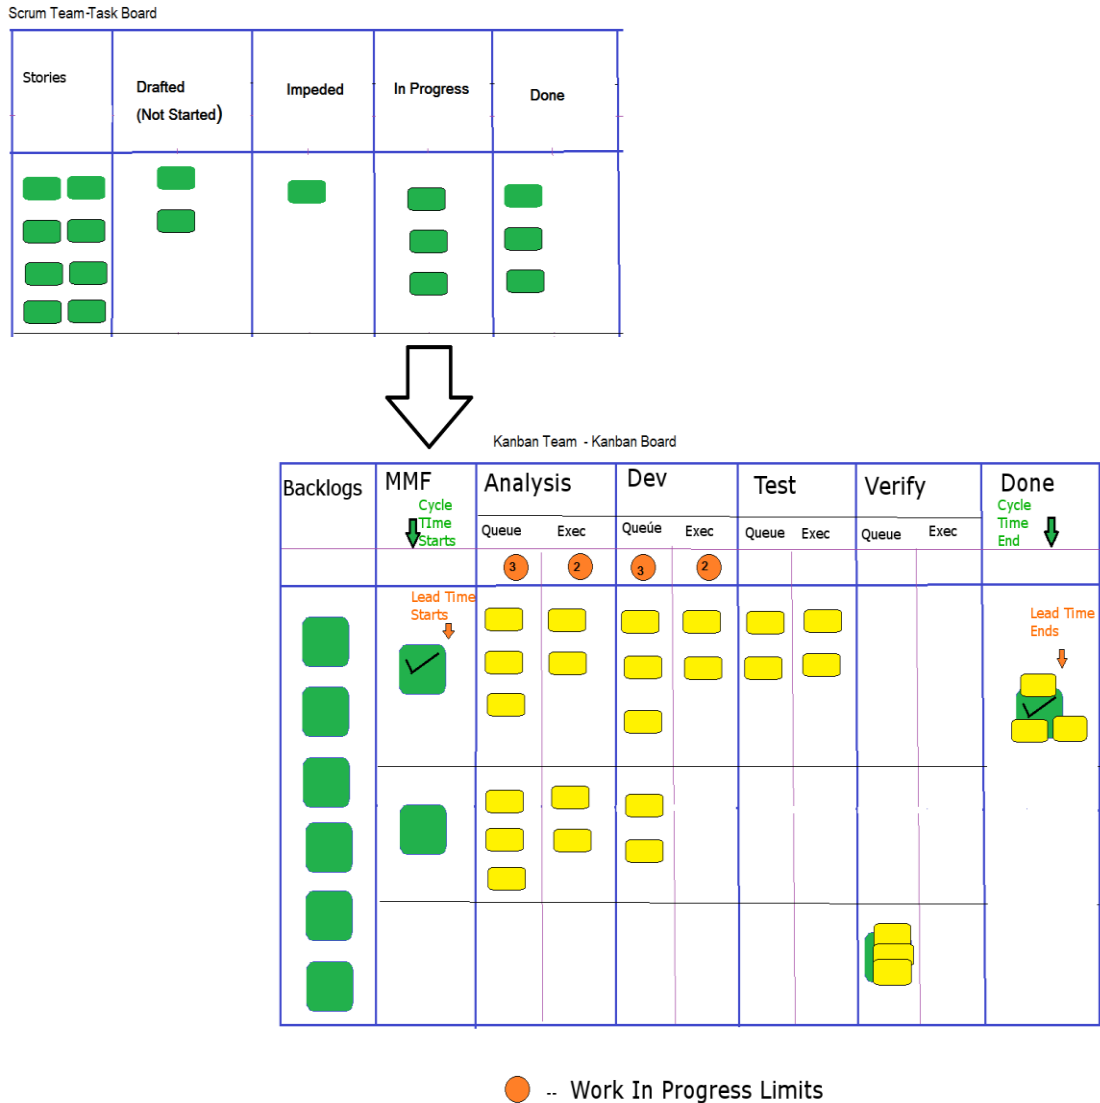 Scrum Team-Task Board
Stories
Drafted
(Not Started)
Impeded
In Progress
Done
Kanban Team - Kanban Board
Backlogs
MMF
Cycle
TIme
Starts
Analysis
Queue Exec
Dev
Queúe Exec
Test
Queue Exec
Verify
Queue Exec
Done
Cycle
Time
End
3
2
3
2
Lead Time
Starts
Lead Time
Ends
-- Work In Progress Limits